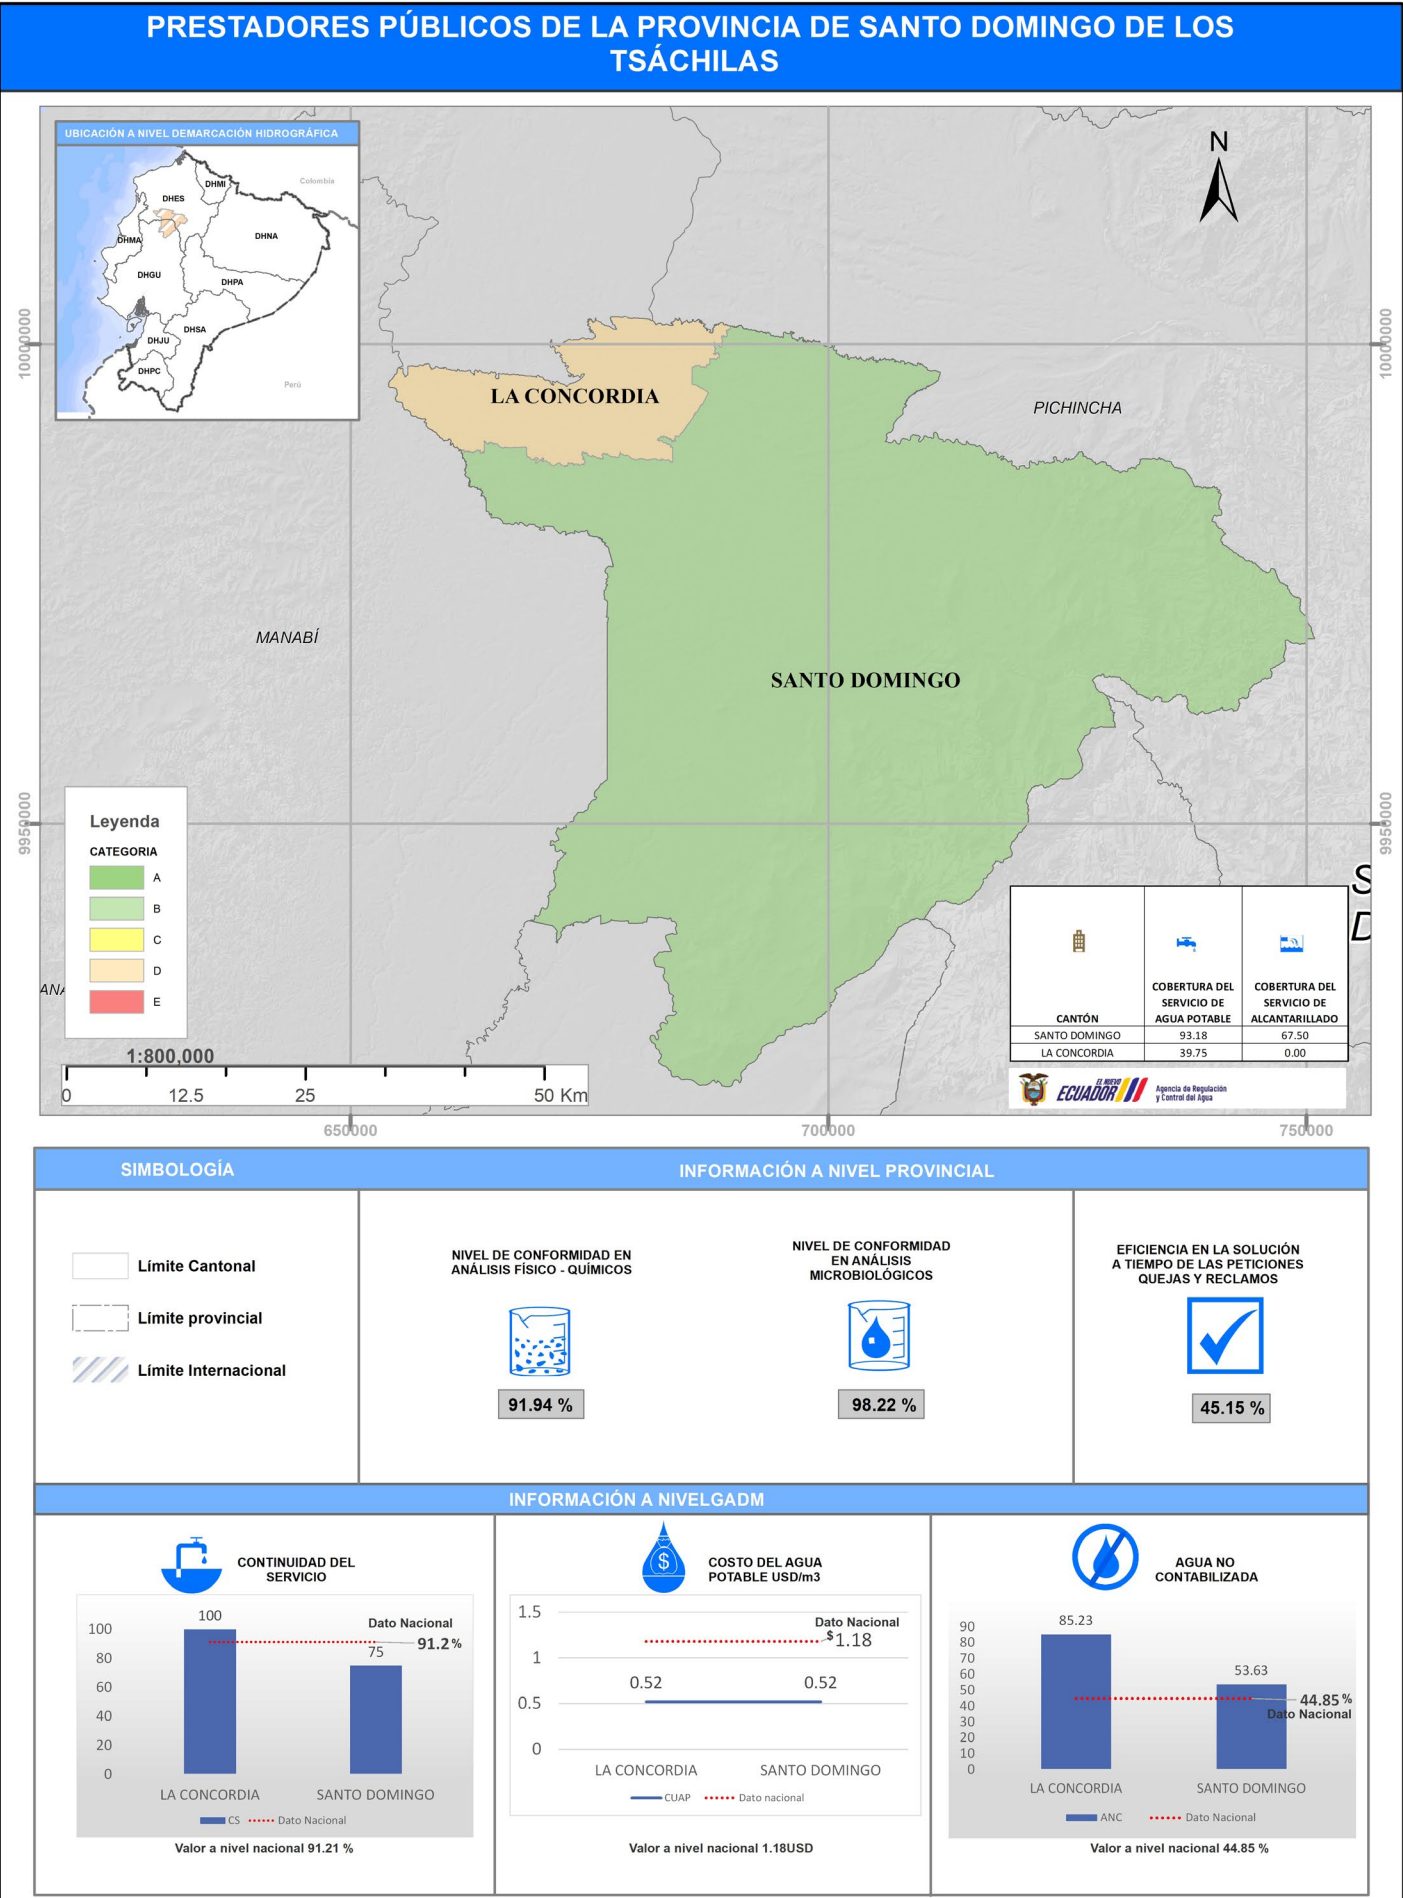 PRESTADORES PÚBLICOS DE LA PROVINCIA DE SANTO DOMINGO DE LOS
TSÁCHILAS
UBICACIÓN A NIVEL DEMARCACIÓN HIDROGRÁFICA
Colombia
DHMI
DHES
DHNA
DHMA
DHGU
DHPA
DHSA
DHJU
DHPC
Perú
N
10000000
10000000
LA CONCORDIA
PICHINCHA
MANABÍ
SANTO DOMINGO
9950000
9950000
Leyenda
CATEGORIA
A
B
C
D
E
ANA
S
D
1:800,000
0 12.5 25 50 Km
CANTÓN
COBERTURA DEL
SERVICIO DE
AGUA POTABLE
COBERTURA DEL
SERVICIO DE
ALCANTARILLADO
SANTO DOMINGO 93.18 67.50
LA CONCORDIA 39.75 0.00
EL NUEVO
ECUADOR
Agencia de Regulación
y Control del Agua
650000 700000 750000
SIMBOLOGÍA
INFORMACIÓN A NIVEL PROVINCIAL
Límite Cantonal
Límite provincial
Límite Internacional
NIVEL DE CONFORMIDAD EN
ANÁLISIS FÍSICO - QUÍMICOS
91.94 %
NIVEL DE CONFORMIDAD
EN ANÁLISIS
MICROBIOLÓGICOS
98.22 %
EFICIENCIA EN LA SOLUCIÓN
A TIEMPO DE LAS PETICIONES
QUEJAS Y RECLAMOS
45.15 %
INFORMACIÓN A NIVELGADM
CONTINUIDAD DEL
SERVICIO
100
80
60
40
20
0
100
75
Dato Nacional
91.2 %
LA CONCORDIA SANTO DOMINGO
CS Dato Nacional
Valor a nivel nacional 91.21 %
$
COSTO DEL AGUA
POTABLE USD/m3
1.5
1
0.5
0
Dato Nacional
$ 1.18
0.52 0.52
LA CONCORDIA SANTO DOMINGO
CUAP Dato nacional
Valor a nivel nacional 1.18USD
AGUA NO
CONTABILIZADA
90
80
70
60
50
40
30
20
10
0
85.23
53.63
44.85 %
Dato Nacional
LA CONCORDIA SANTO DOMINGO
ANC Dato Nacional
Valor a nivel nacional 44.85 %